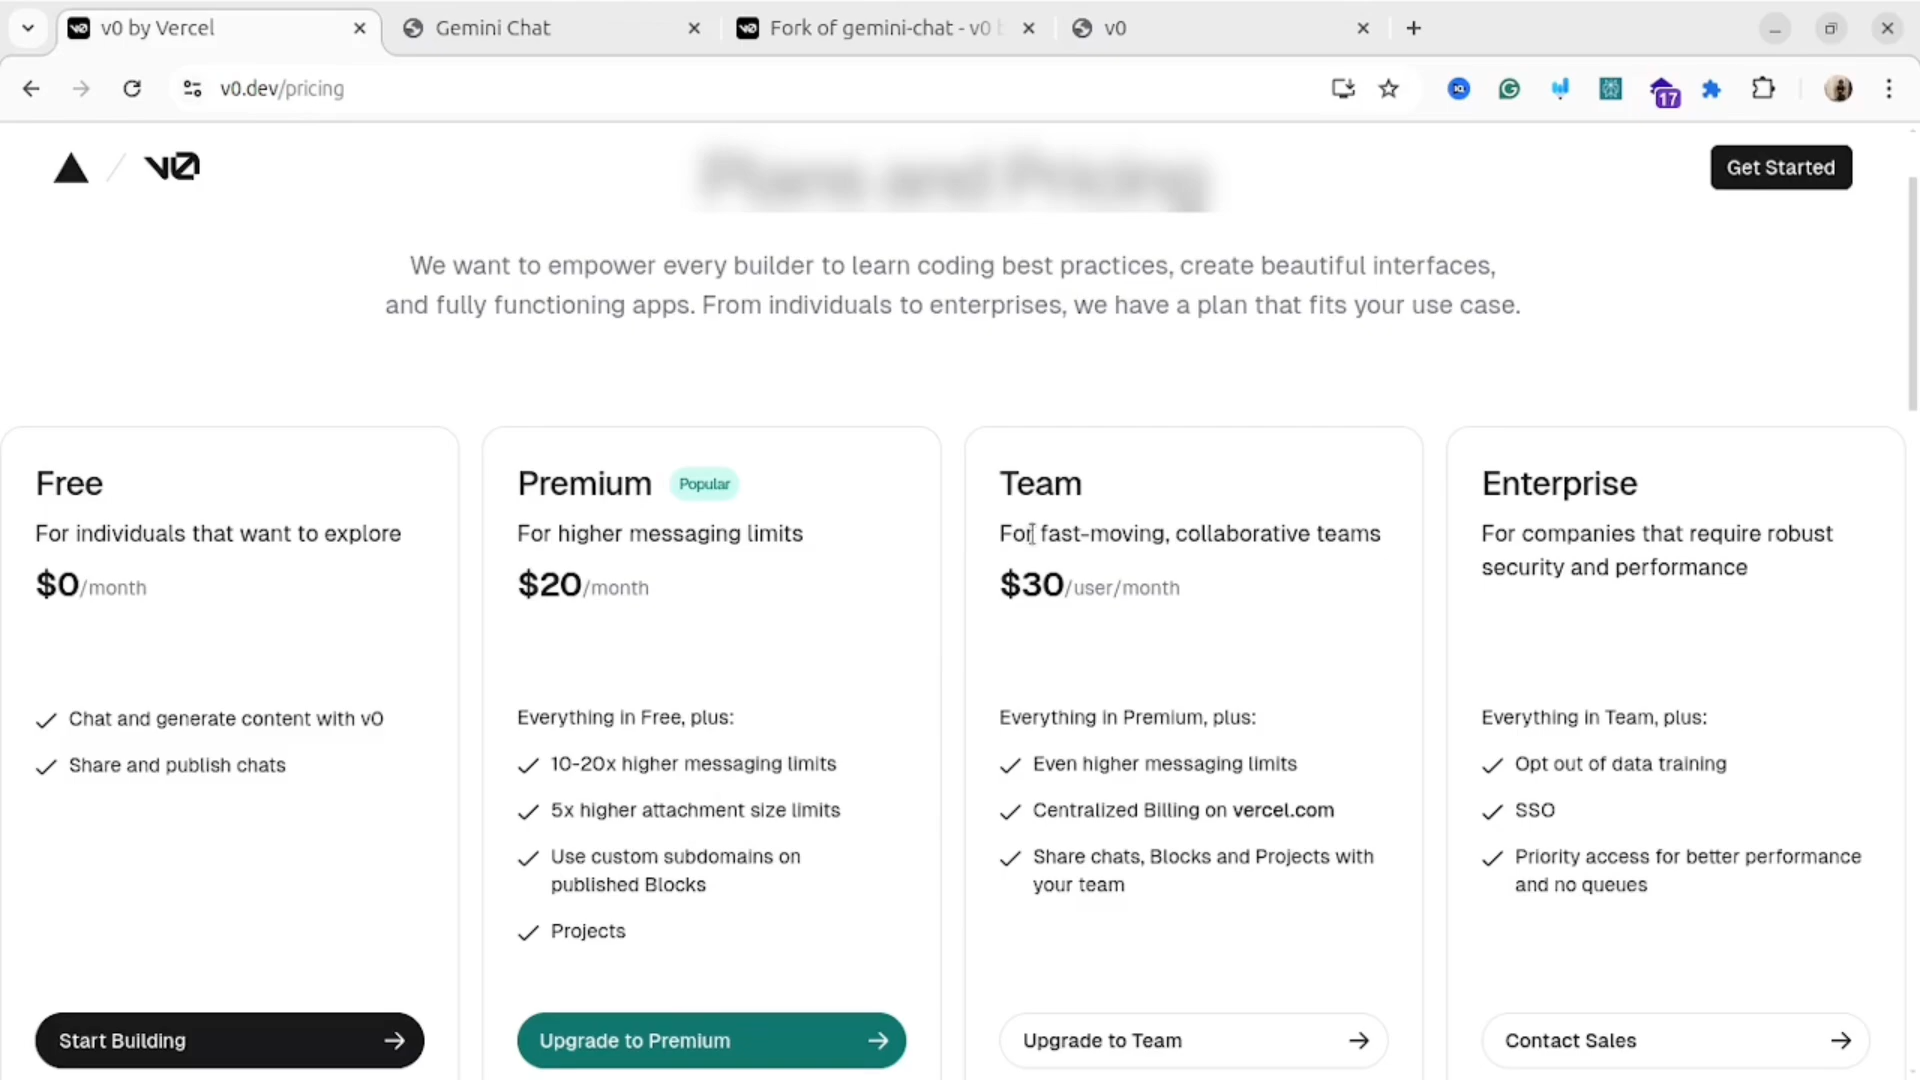 v0 by Vercel
Gemini Chat
Fork of gemini-chat - v0 b
v0
v0.dev/pricing
17
v0
Plans and Pricing
Get Started
We want to empower every builder to learn coding best practices, create beautiful interfaces,
and fully functioning apps. From individuals to enterprises, we have a plan that fits your use case.
Free
For individuals that want to explore
$0/month
Chat and generate content with v0
Share and publish chats
Start Building
Premium Popular
For higher messaging limits
$20/month
Everything in Free, plus:
10-20x higher messaging limits
5x higher attachment size limits
Use custom subdomains on
published Blocks
Projects
Upgrade to Premium
Team
For fast-moving, collaborative teams
$30/user/month
Everything in Premium, plus:
Even higher messaging limits
Centralized Billing on vercel.com
Share chats, Blocks and Projects with
your team
Upgrade to Team
Enterprise
For companies that require robust
security and performance
Everything in Team, plus:
Opt out of data training
SSO
Priority access for better performance
and no queues
Contact Sales